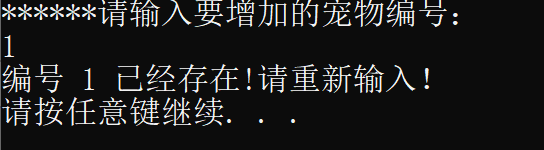 ******请输入要增加的宠物编号：
1
编号 1 已经存在!请重新输入！
请按任意键继续. . .